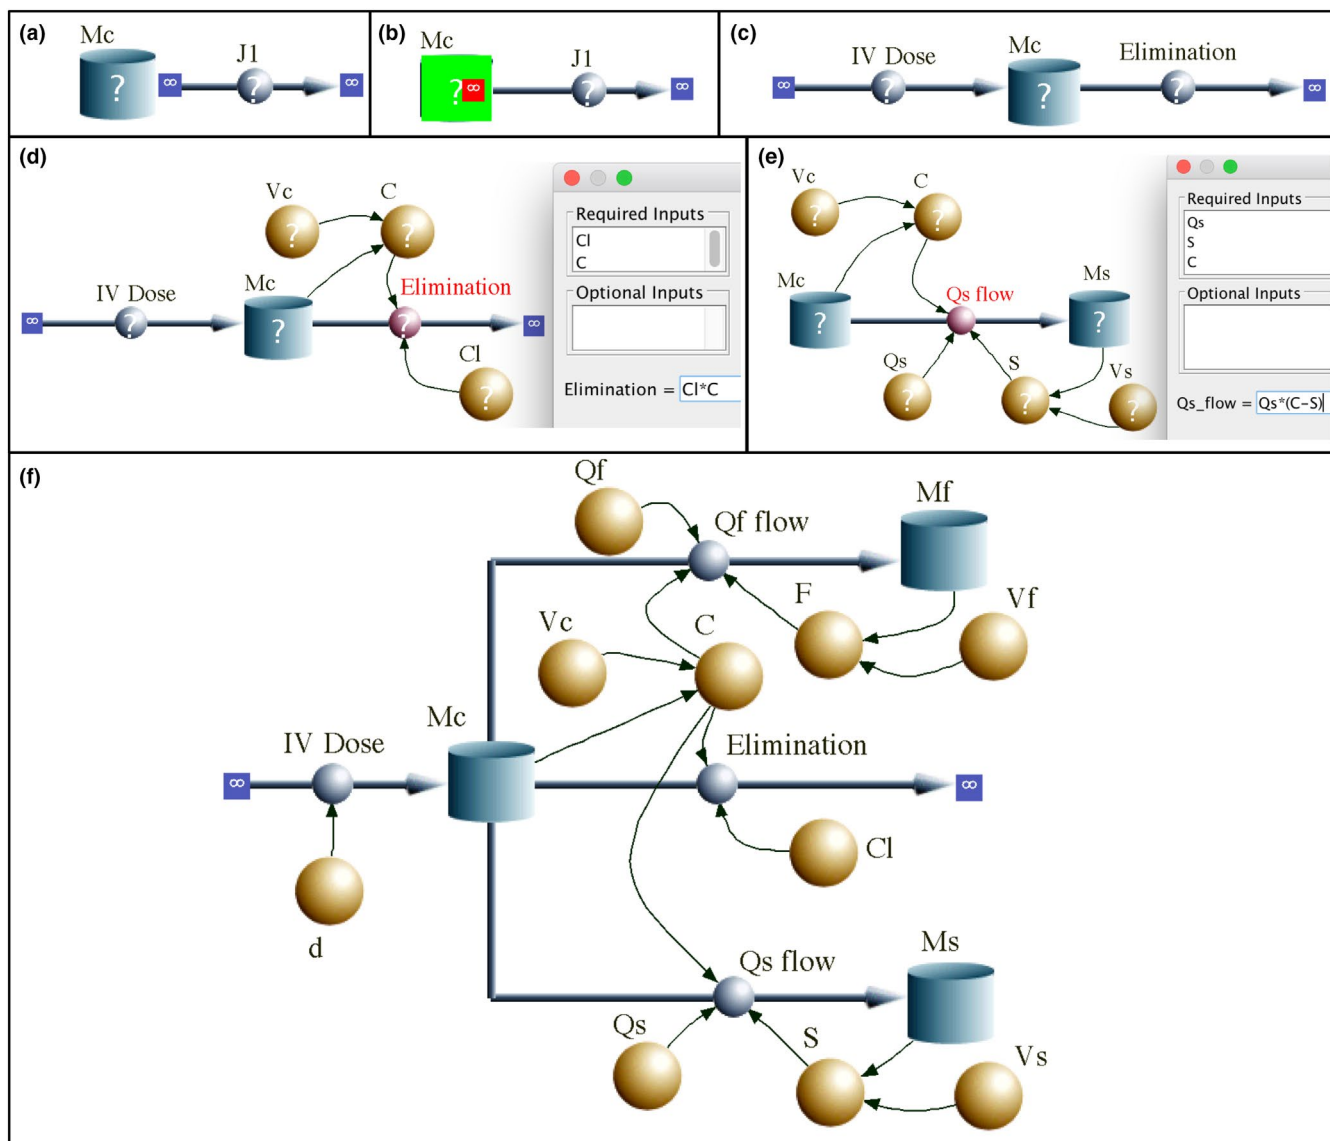 (a)
Mc
J1
?
∞
?
∞
(b)
Mc
J1
?
∞
?
∞
(c)
IV Dose
Mc
Elimination
∞
?
?
?
∞
(d)
Vc
C
?
?
IV Dose
Mc
Elimination
∞
?
?
?
∞
Cl
?
Required Inputs
Cl
C
Optional Inputs
Elimination = Cl*C
(e)
Vc
C
?
?
Mc
Qs flow
Ms
?
?
Qs
S
Vs
?
?
?
Required Inputs
Qs
S
C
Optional Inputs
Qs_flow = Qs*(C-S)
(f)
Qf
Qf flow
Mf
Vc
C
F
Vf
IV Dose
Mc
Elimination
∞
∞
d
Cl
Qs flow
Ms
Qs
S
Vs